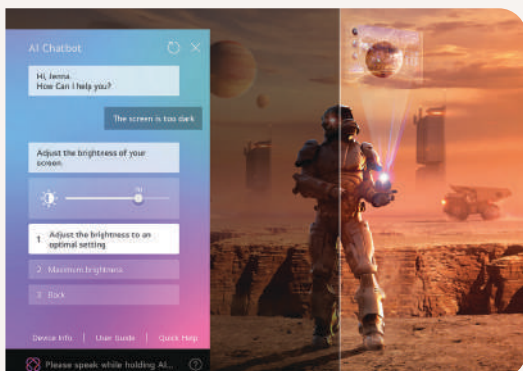 AI Chatbot
Hi, Jenna.
How Can I help you?
The screen is too dark
Adjust the brightness of your
screen.
1 Adjust the brightness to an
optimal setting
2 Maximum brightness
3 Back
Device Info | User Guide | Quick Help
Please speak while holding AI...